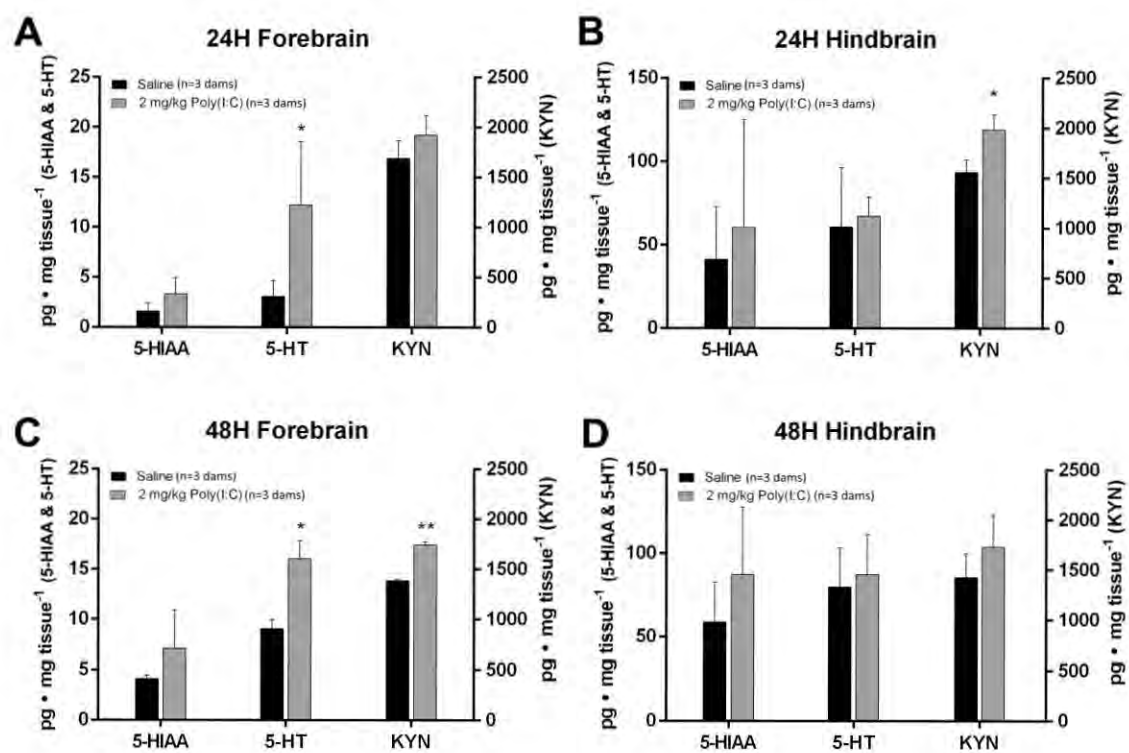 A
24H Forebrain
pg • mg tissue⁻¹ (5-HIAA & 5-HT)
25
20
15
10
5
0
Saline (n=3 dams)
2 mg/kg Poly(I:C) (n=3 dams)
*
2500
2000
1500
1000
500
0
pg • mg tissue⁻¹ (KYN)
5-HIAA 5-HT KYN
B
24H Hindbrain
pg • mg tissue⁻¹ (5-HIAA & 5-HT)
150
100
50
0
Saline (n=3 dams)
2 mg/kg Poly(I:C) (n=3 dams)
*
2500
2000
1500
1000
500
0
pg • mg tissue⁻¹ (KYN)
5-HIAA 5-HT KYN
C
48H Forebrain
pg • mg tissue⁻¹ (5-HIAA & 5-HT)
25
20
15
10
5
0
Saline (n=3 dams)
2 mg/kg Poly(I:C) (n=3 dams)
* **
2500
2000
1500
1000
500
0
pg • mg tissue⁻¹ (KYN)
5-HIAA 5-HT KYN
D
48H Hindbrain
pg • mg tissue⁻¹ (5-HIAA & 5-HT)
150
100
50
0
Saline (n=3 dams)
2 mg/kg Poly(I:C) (n=3 dams)
2500
2000
1500
1000
500
0
pg • mg tissue⁻¹ (KYN)
5-HIAA 5-HT KYN